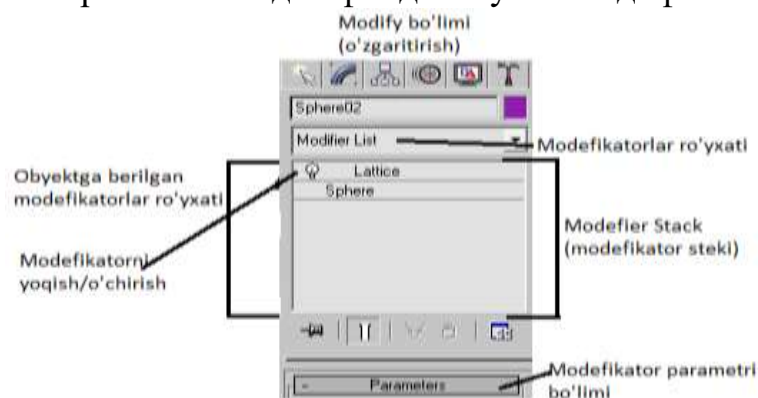 Modify bo'limi
(o'zgaritirish)
Sphere02
Modifier List
Modefikatorlar ro'yxati
Lattice
Sphere
Obyektga berilgan
modefikatorlar ro'yxati
Modefier Stack
(modefikator steki)
Modefikatorni
yoqish/o'chirish
Modefikator parametri
bo'limi
- Parameters